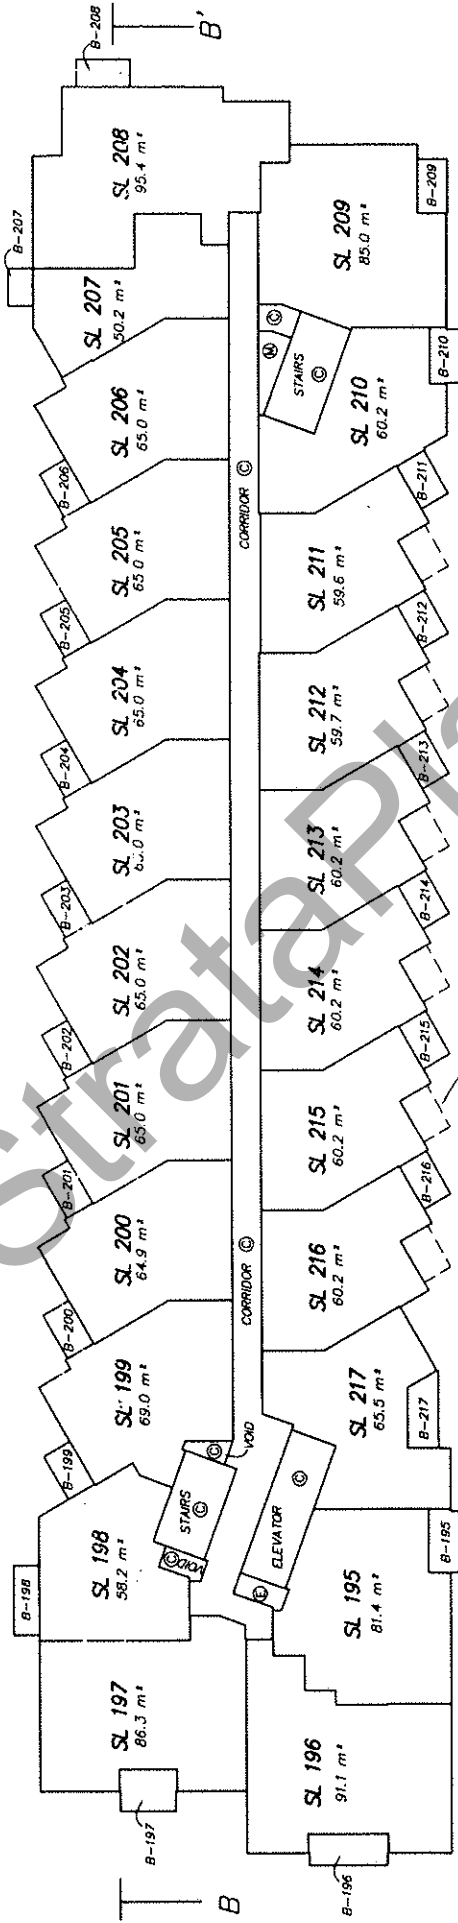 B-208
B'
B-207
SL 208
95.4 m²
SL 207
50.2 m²
B-209
SL 209
85.0 m²
SL 206
65.0 m²
M
C
STAIRS
C
B-210
SL 210
60.2 m²
B-206
CORRIDOR C
B-211
SL 205
65.0 m²
SL 211
59.6 m²
B-205
B-212
SL 204
65.0 m²
SL 212
59.7 m²
B-204
B-213
SL 203
SL 213
60.2 m²
B-203
B-214
SL 202
65.0 m²
SL 214
60.2 m²
B-202
B-215
SL 201
65.0 m²
SL 215
60.2 m²
B-201
B-216
SL 200
64.9 m²
CORRIDOR C
SL 216
60.2 m²
B-200
SL 199
69.0 m²
SL 217
65.5 m²
B-217
B-199
C
VOID
STAIRS
C
VOID
C
ELEVATOR
C
E
SL 198
58.2 m²
B-198
B-195
SL 195
81.4 m²
SL 197
86.3 m²
B-197
SL 196
91.1 m²
B-196
B
StrataPla